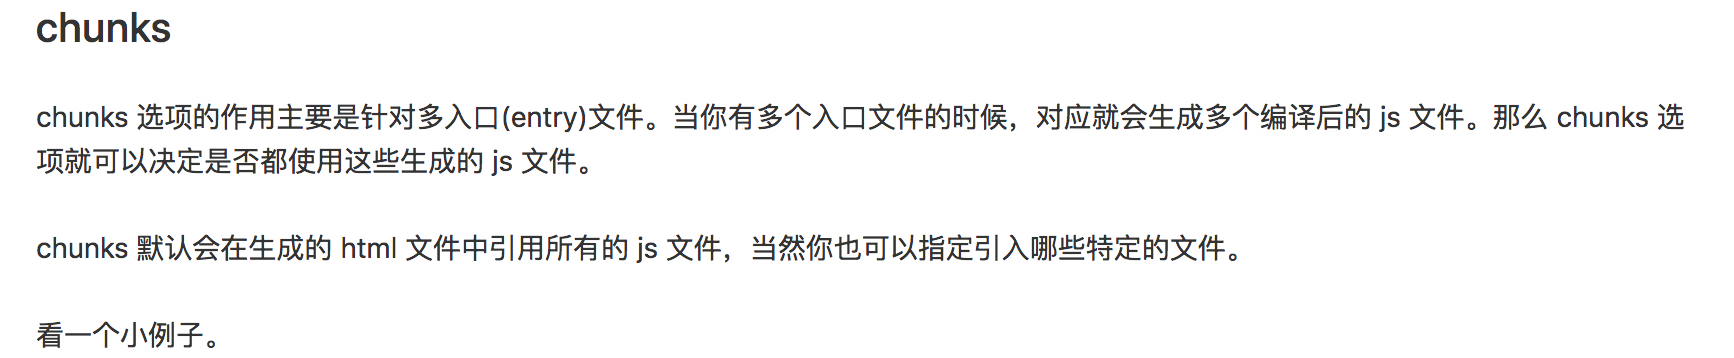 chunks
chunks 选项的作用主要是针对多入口(entry)文件。当你有多个入口文件的时候，对应就会生成多个编译后的 js 文件。那么 chunks 选
项就可以决定是否都使用这些生成的 js 文件。
chunks 默认会在生成的 html 文件中引用所有的 js 文件，当然你也可以指定引入哪些特定的文件。
看一个小例子。